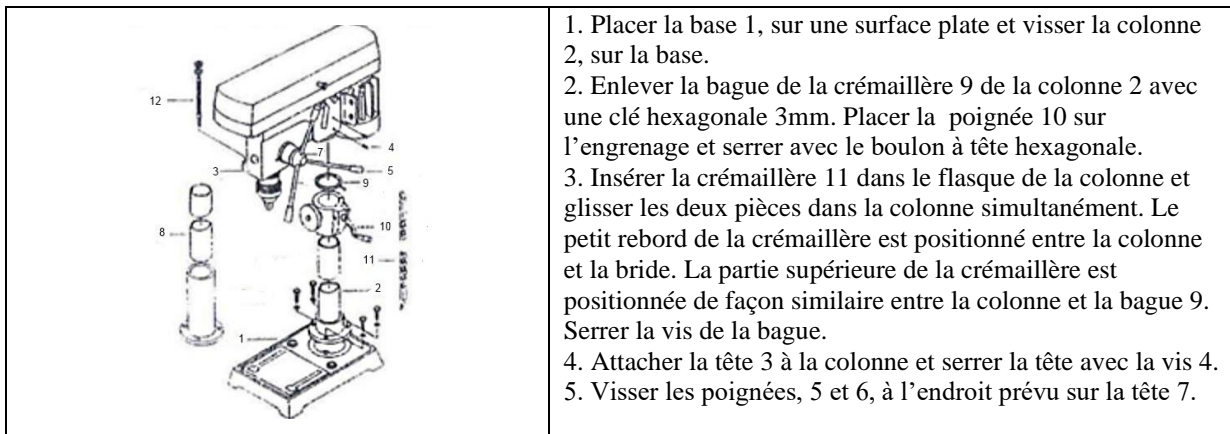 12
4
7
3
5
9
8
10
11
2
1
1. Placer la base 1, sur une surface plate et visser la colonne
2, sur la base.
2. Enlever la bague de la crémaillère 9 de la colonne 2 avec
une clé hexagonale 3mm. Placer la poignée 10 sur
l’engrenage et serrer avec le boulon à tête hexagonale.
3. Insérer la crémaillère 11 dans le flasque de la colonne et
glisser les deux pièces dans la colonne simultanément. Le
petit rebord de la crémaillère est positionné entre la colonne
et la bride. La partie supérieure de la crémaillère est
positionnée de façon similaire entre la colonne et la bague 9.
Serrer la vis de la bague.
4. Attacher la tête 3 à la colonne et serrer la tête avec la vis 4.
5. Visser les poignées, 5 et 6, à l’endroit prévu sur la tête 7.